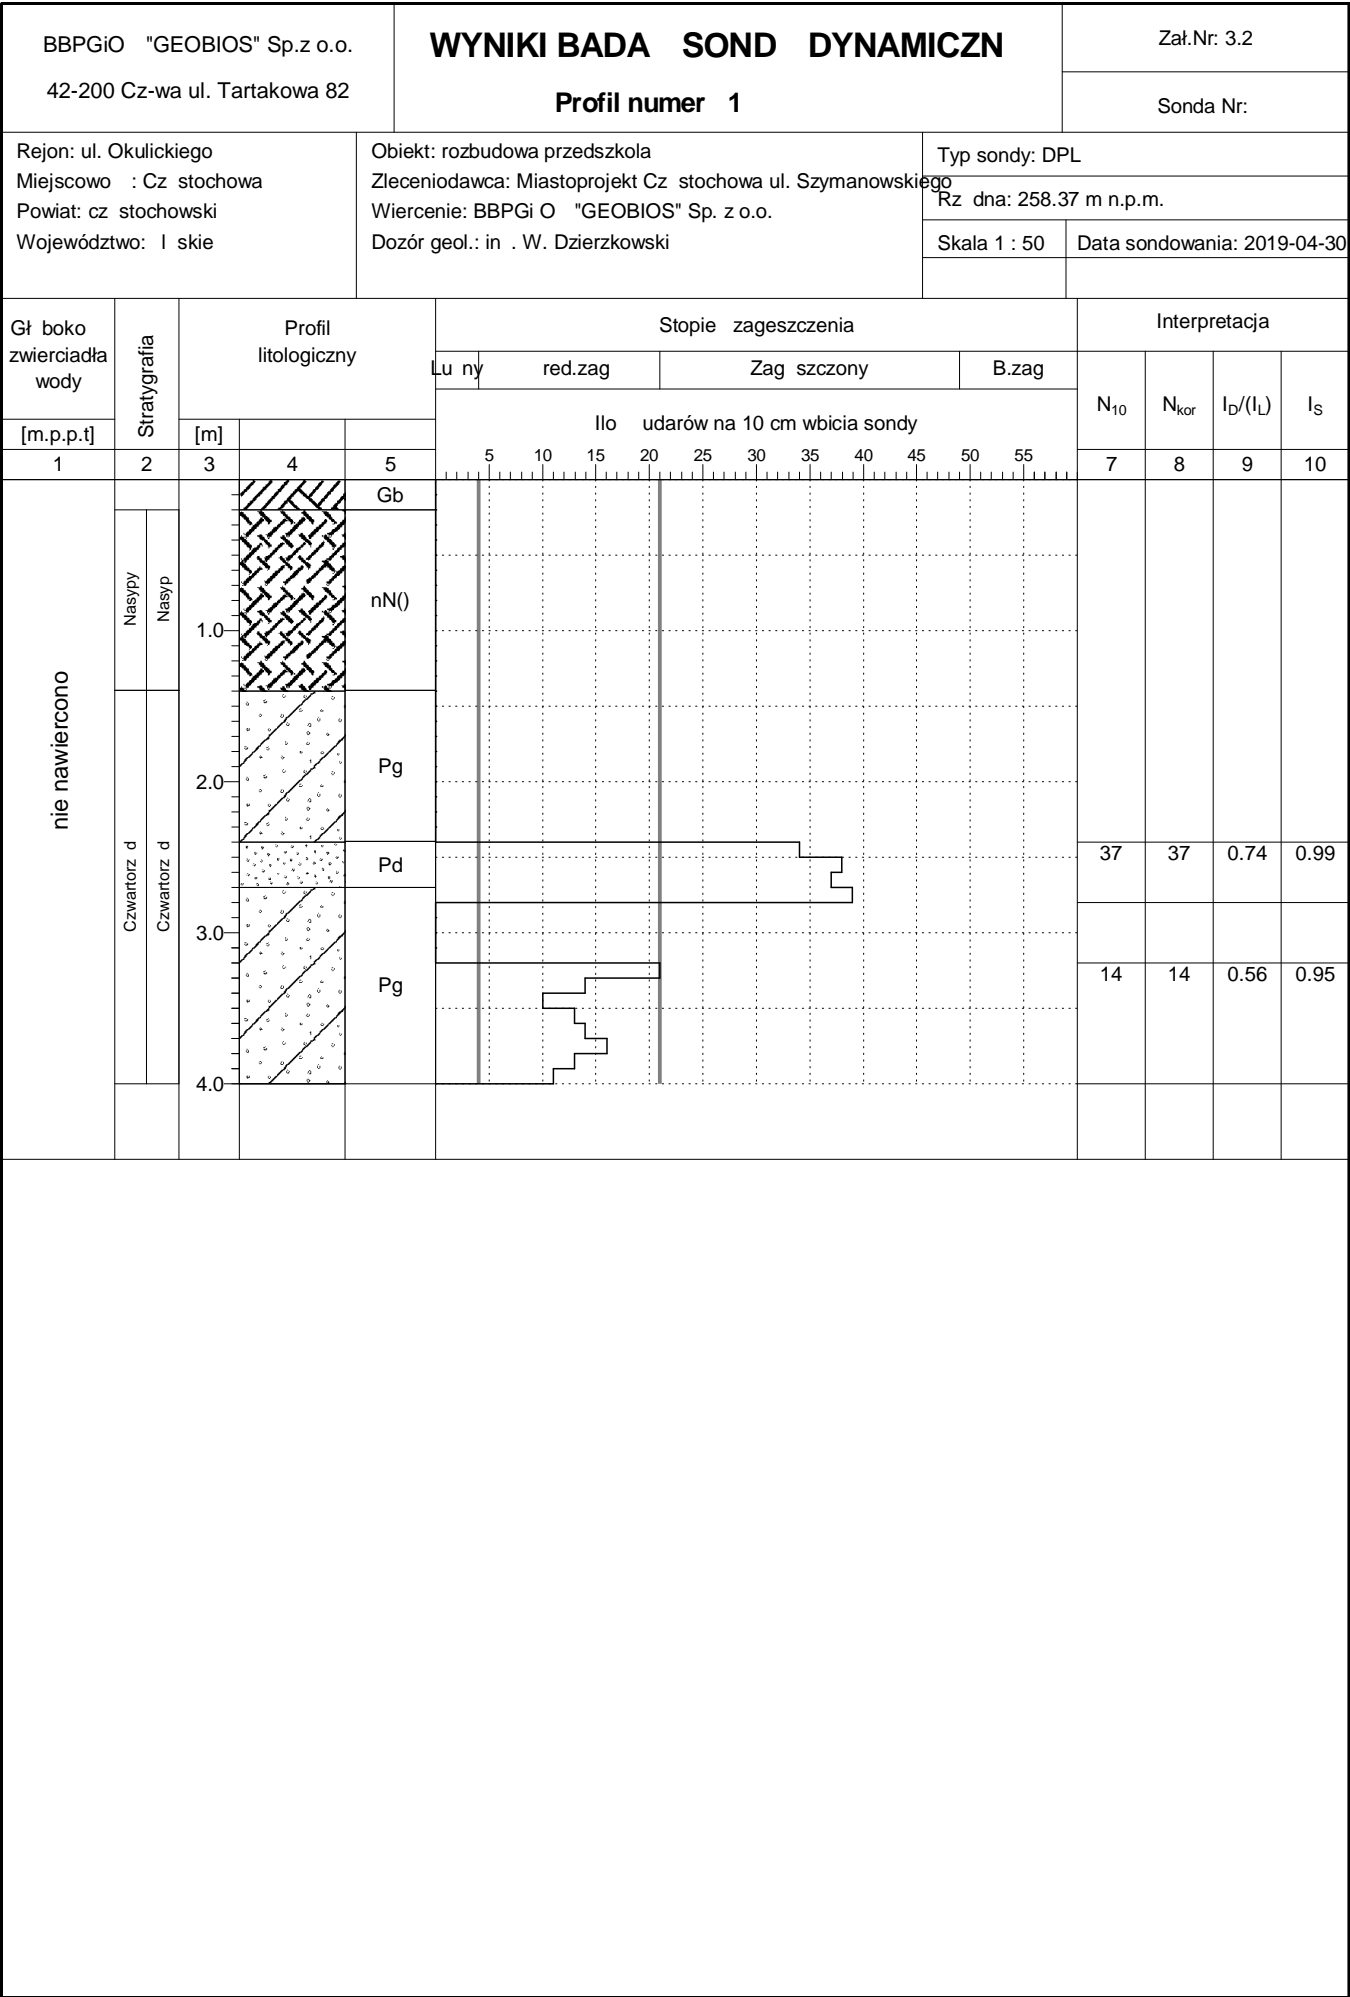 BBPGiO "GEOBIOS" Sp.z o.o.
42-200 Cz-wa ul. Tartakowa 82
WYNIKI BADA SOND DYNAMICZN
Profil numer 1
Zał.Nr: 3.2
Sonda Nr:
Rejon: ul. Okulickiego
Miejscowo : Cz stochowa
Powiat: cz stochowski
Województwo: l skie
Obiekt: rozbudowa przedszkola
Zleceniodawca: Miastoprojekt Cz stochowa ul. Szymanowskiego
Wiercenie: BBPGi O "GEOBIOS" Sp. z o.o.
Dozór geol.: in . W. Dzierzkowski
Typ sondy: DPL
Rz dna: 258.37 m n.p.m.
Skala 1 : 50
Data sondowania: 2019-04-30
Gł boko
zwierciadła
wody
[m.p.p.t]
Stratygrafia
Profil
litologiczny
[m]
Stopie zageszczenia
Lu ny
red.zag
Zag szczony
B.zag
Ilo udarów na 10 cm wbicia sondy
5 10 15 20 25 30 35 40 45 50 55
Interpretacja
N10
Nkor
ID/(IL)
IS
1 2 3 4 5 7 8 9 10
nie nawiercono
Nasypy
Nasyp
Czwartorz d
Czwartorz d
1.0
2.0
3.0
4.0
Gb
nN()
Pg
Pd
Pg
37 37 0.74 0.99
14 14 0.56 0.95